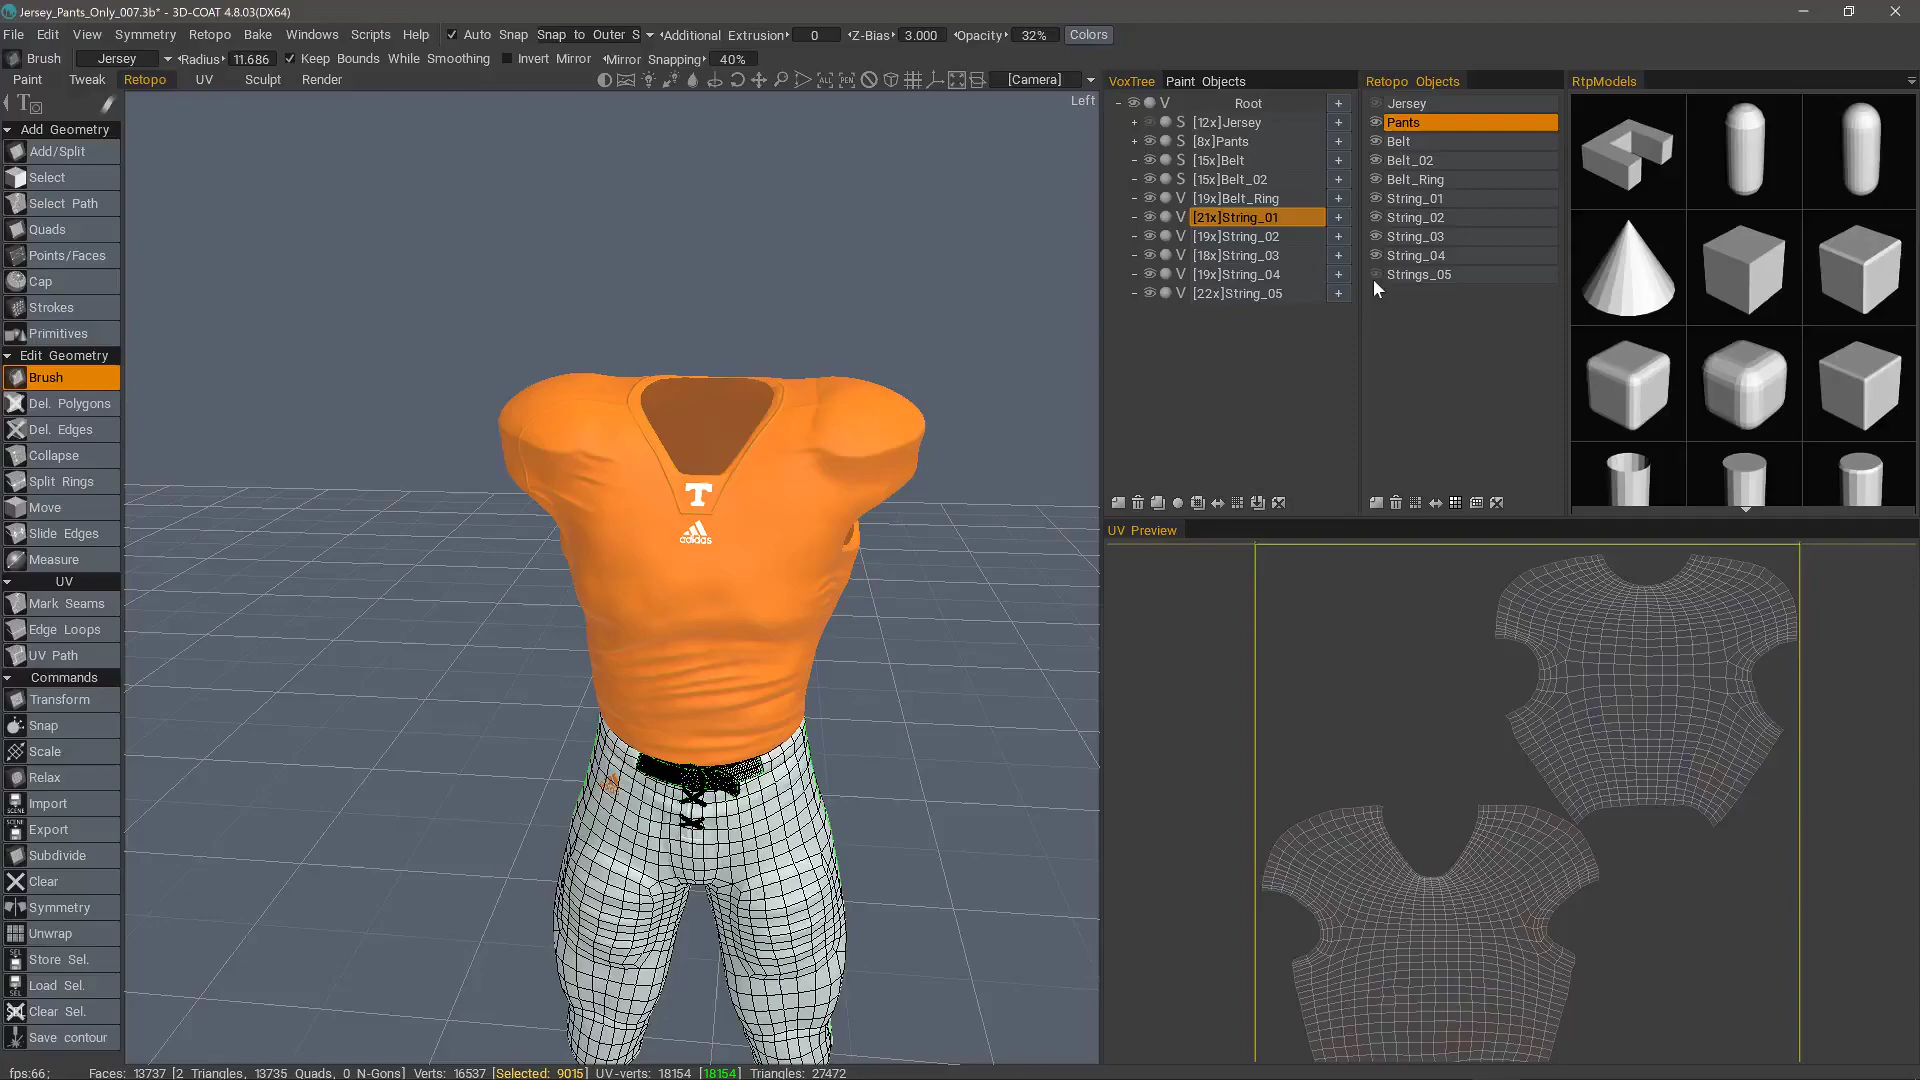 Jersey_Pants_Only_007.3b* - 3D-COAT 4.8.03(DX64)
File Edit View Symmetry Retopo Bake Windows Scripts Help Auto Snap Snap to Outer S Additional Extrusion 0 Z-Bias 3.000 Opacity 32% Colors
Brush Jersey Radius 11.686 Keep Bounds While Smoothing Invert Mirror Mirror Snapping 40%
Paint Tweak Retopo UV Sculpt Render [Camera]
Left
Add Geometry
Add/Split
Select
Select Path
Quads
Points/Faces
Cap
Strokes
Primitives
Edit Geometry
Brush
Del. Polygons
Del. Edges
Collapse
Split Rings
Move
Slide Edges
Measure
UV
Mark Seams
Edge Loops
UV Path
Commands
Transform
Snap
Scale
Relax
Import
Export
Subdivide
Clear
Symmetry
Unwrap
Store Sel.
Load Sel.
Clear Sel.
Save contour
T
adidas
VoxTree Paint Objects
- V Root +
+ S [12x]Jersey +
+ S [8x]Pants +
- S [15x]Belt +
- S [15x]Belt_02 +
- V [19x]Belt_Ring +
- V [21x]String_01 +
- V [19x]String_02 +
- V [18x]String_03 +
- V [19x]String_04 +
- V [22x]String_05 +
Retopo Objects
Jersey
Pants
Belt
Belt_02
Belt_Ring
String_01
String_02
String_03
String_04
Strings_05
RtpModels
UV Preview
fps:66; Faces: 13737 [2 Triangles, 13735 Quads, 0 N-Gons] Verts: 16537 [Selected: 9015] UV-verts: 18154 [18154] Triangles: 27472